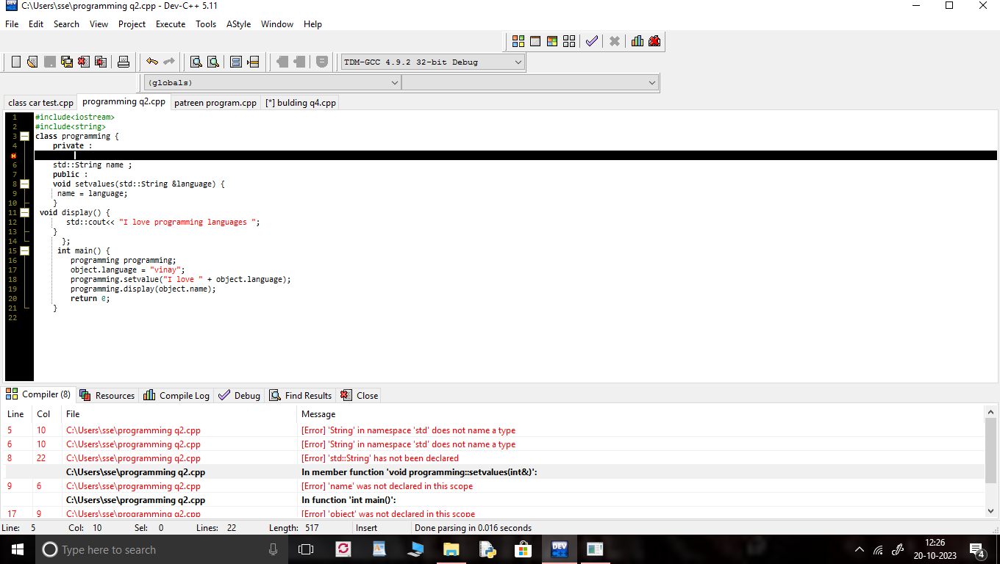 C:\Users\sse\programming q2.cpp - Dev-C++ 5.11
File Edit Search View Project Execute Tools AStyle Window Help
TDM-GCC 4.9.2 32-bit Debug
(globals)
class car test.cpp programming q2.cpp patreen program.cpp [*] bulding q4.cpp
1 #include<iostream>
2 #include<string>
3 class programming {
4 private :
6 std::String name ;
7 public :
8 void setvalues(std::String &language) {
9 name = language;
10 }
11 void display() {
12 std::cout<< "I love programming languages ";
13 }
14 };
15 int main() {
16 programming programming;
17 object.language = "vinay";
18 programming.setvalue("I love " + object.language);
19 programming.display(object.name);
20 return 0;
21 }
22
Compiler (8) Resources Compile Log Debug Find Results Close
Line Col File Message
5 10 C:\Users\sse\programming q2.cpp [Error] 'String' in namespace 'std' does not name a type
6 10 C:\Users\sse\programming q2.cpp [Error] 'String' in namespace 'std' does not name a type
8 22 C:\Users\sse\programming q2.cpp [Error] 'std::String' has not been declared
C:\Users\sse\programming q2.cpp In member function 'void programming::setvalues(int&)':
9 6 C:\Users\sse\programming q2.cpp [Error] 'name' was not declared in this scope
C:\Users\sse\programming q2.cpp In function 'int main()':
17 9 C:\Users\sse\programming q2.cpp [Error] 'object' was not declared in this scope
Line: 5 Col: 10 Sel: 0 Lines: 22 Length: 517 Insert Done parsing in 0.016 seconds
Type here to search
DEV
12:26
20-10-2023
4